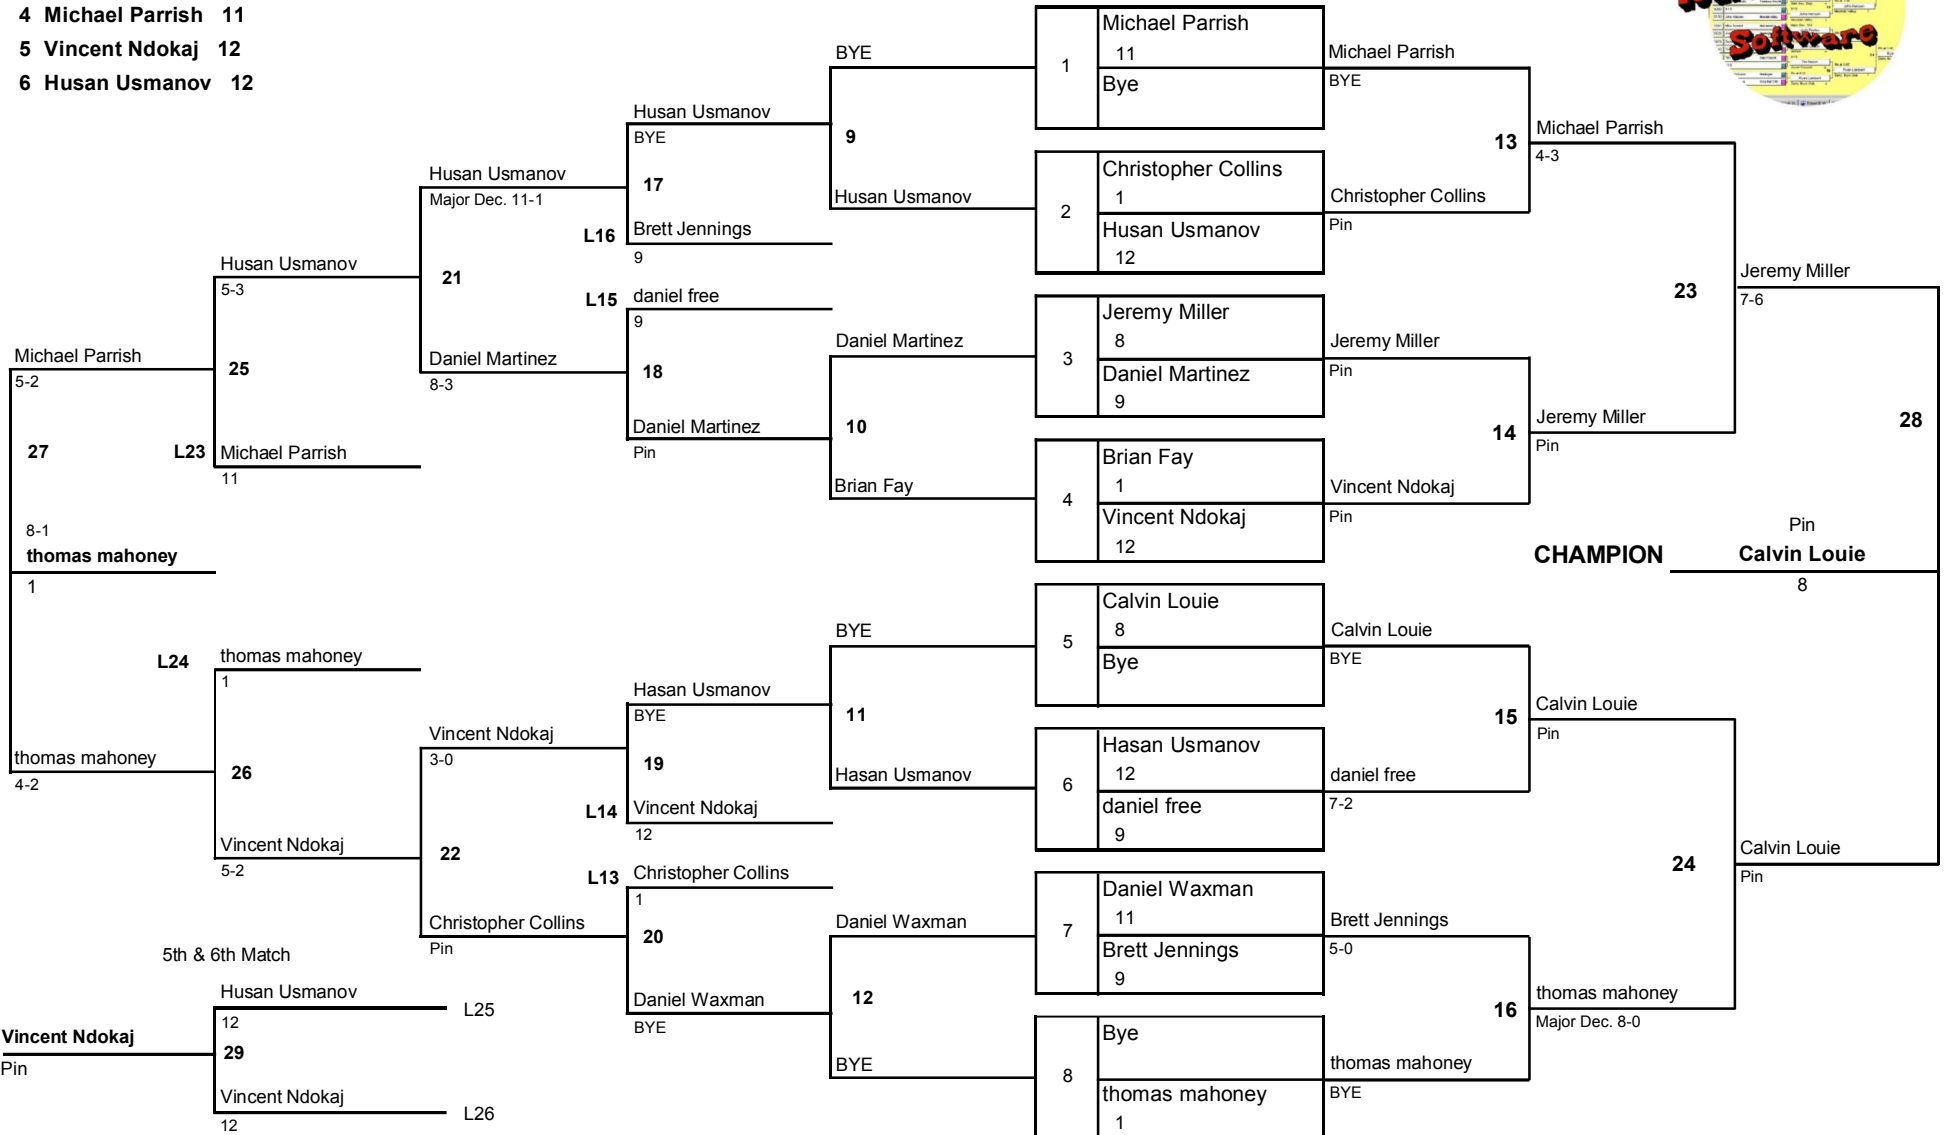 4 Michael Parrish 11
5 Vincent Ndokaj 12
6 Husan Usmanov 12
Software
Michael Parrish
5-2
27
8-1
thomas mahoney
1
thomas mahoney
4-2
Husan Usmanov
5-3
25
L23 Michael Parrish
11
L24 thomas mahoney
1
26
Vincent Ndokaj
5-2
5th & 6th Match
Husan Usmanov L25
12
Vincent Ndokaj
Pin
29
Vincent Ndokaj L26
12
Husan Usmanov
Major Dec. 11-1
21
Daniel Martinez
8-3
Vincent Ndokaj
3-0
22
Christopher Collins
Pin
Husan Usmanov
BYE
17
L16 Brett Jennings
9
L15 daniel free
9
18
Daniel Martinez
Pin
Hasan Usmanov
BYE
19
L14 Vincent Ndokaj
12
L13 Christopher Collins
1
20
Daniel Waxman
BYE
BYE
9
Husan Usmanov
Daniel Martinez
10
Brian Fay
BYE
11
Hasan Usmanov
Daniel Waxman
12
BYE
1
Michael Parrish
11
Bye
2
Christopher Collins
1
Husan Usmanov
12
3
Jeremy Miller
8
Daniel Martinez
9
4
Brian Fay
1
Vincent Ndokaj
12
5
Calvin Louie
8
Bye
6
Hasan Usmanov
12
daniel free
9
7
Daniel Waxman
11
Brett Jennings
9
8
Bye
thomas mahoney
1
Michael Parrish
BYE
13
Christopher Collins
Pin
Jeremy Miller
Pin
14
Vincent Ndokaj
Pin
Calvin Louie
BYE
15
daniel free
7-2
Brett Jennings
5-0
16
thomas mahoney
BYE
Michael Parrish
4-3
23
Jeremy Miller
Pin
Calvin Louie
Pin
24
thomas mahoney
Major Dec. 8-0
Jeremy Miller
7-6
28
Pin
CHAMPION Calvin Louie
8
Calvin Louie
Pin